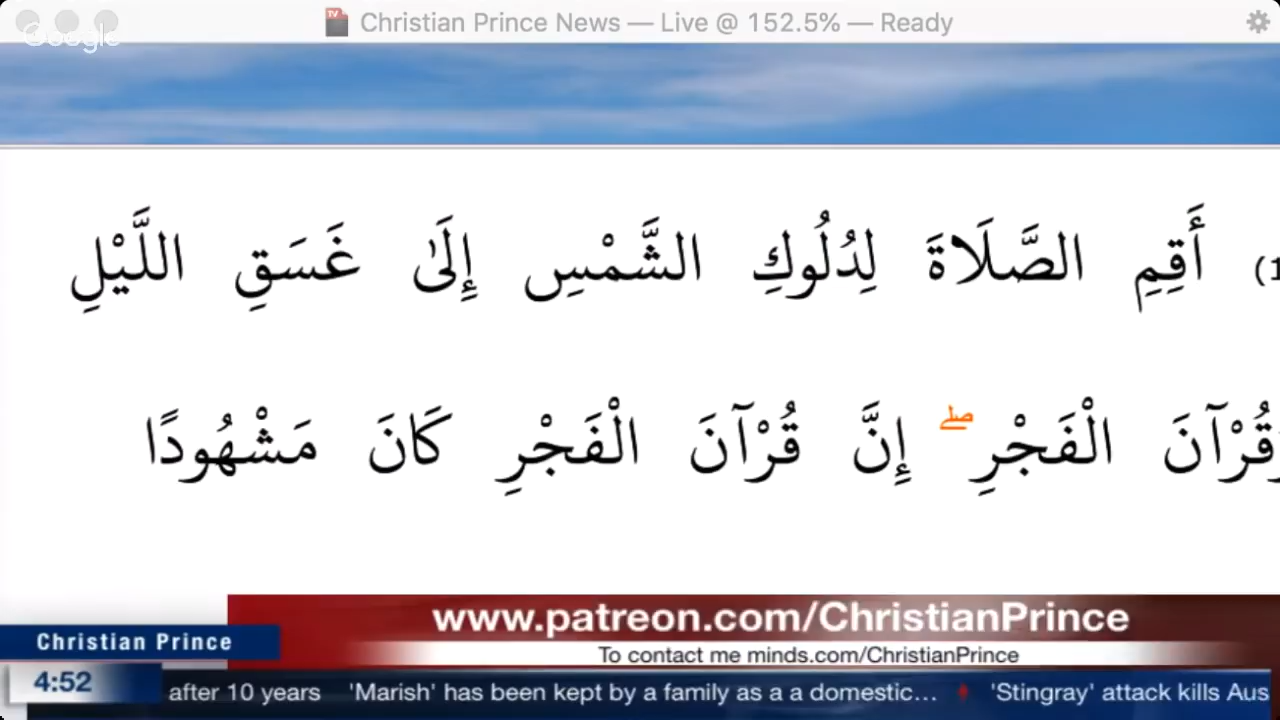 Christian Prince News — Live @ 152.5% — Ready
Google
أَقِمِ الصَّلَاةَ لِدُلُوكِ الشَّمْسِ إِلَىٰ غَسَقِ اللَّيْلِ
الْفَجْرِ ۖ إِنَّ قُرْآنَ الْفَجْرِ كَانَ مَشْهُودًا
www.patreon.com/ChristianPrince
Christian Prince
To contact me minds.com/ChristianPrince
4:52
after 10 years 'Marish' has been kept by a family as a a domestic... 'Stingray' attack kills Aus